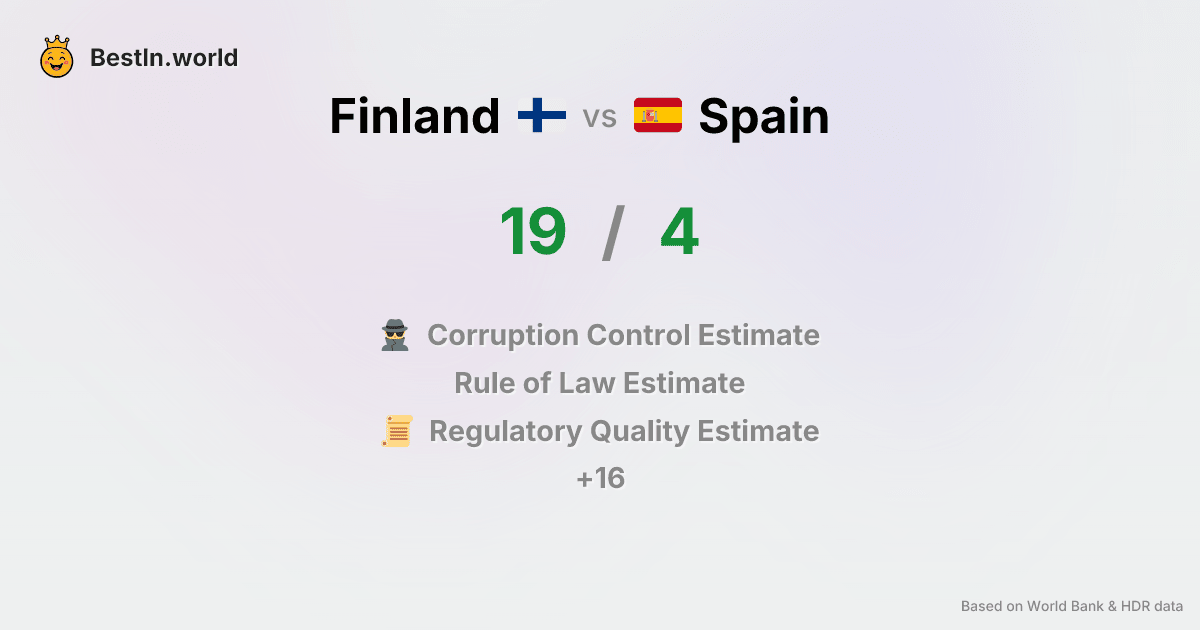 BestIn.world
Finland vs Spain
19 / 4
Corruption Control Estimate
Rule of Law Estimate
Regulatory Quality Estimate
+16
Based on World Bank & HDR data